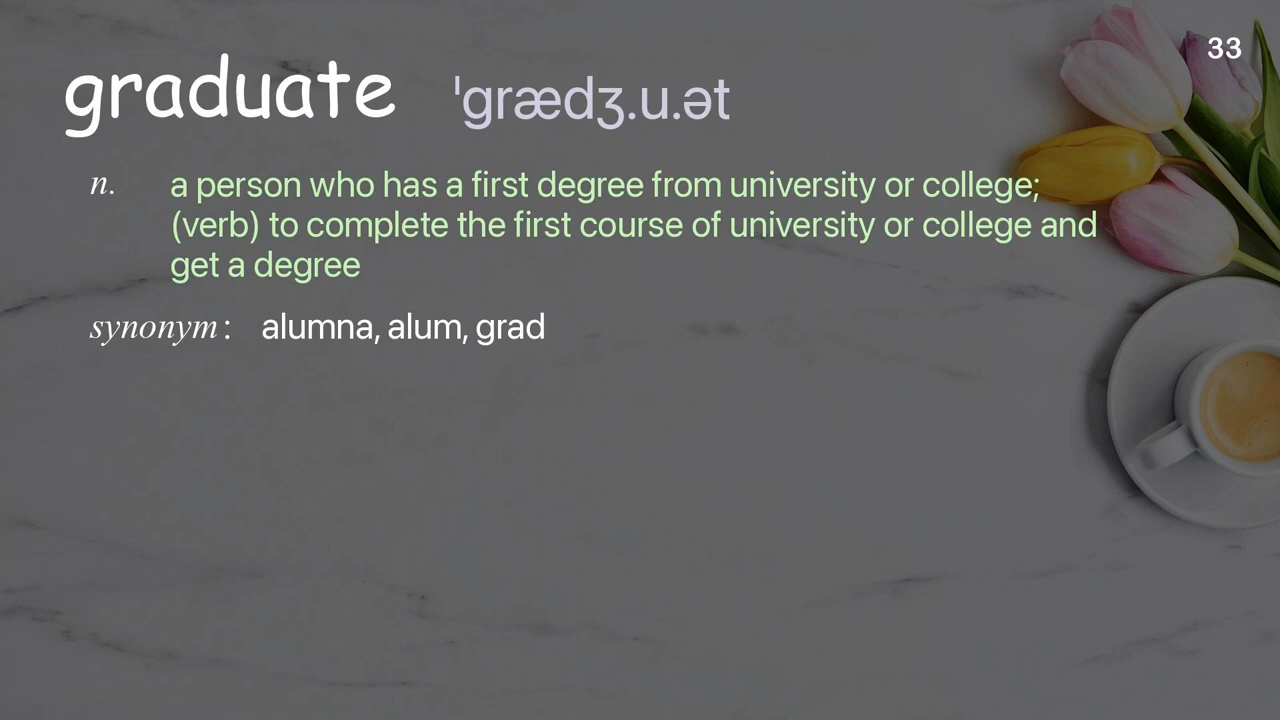 33
graduate ˈgrædʒ.u.ət
n. a person who has a first degree from university or college;
(verb) to complete the first course of university or college and
get a degree
synonym: alumna, alum, grad